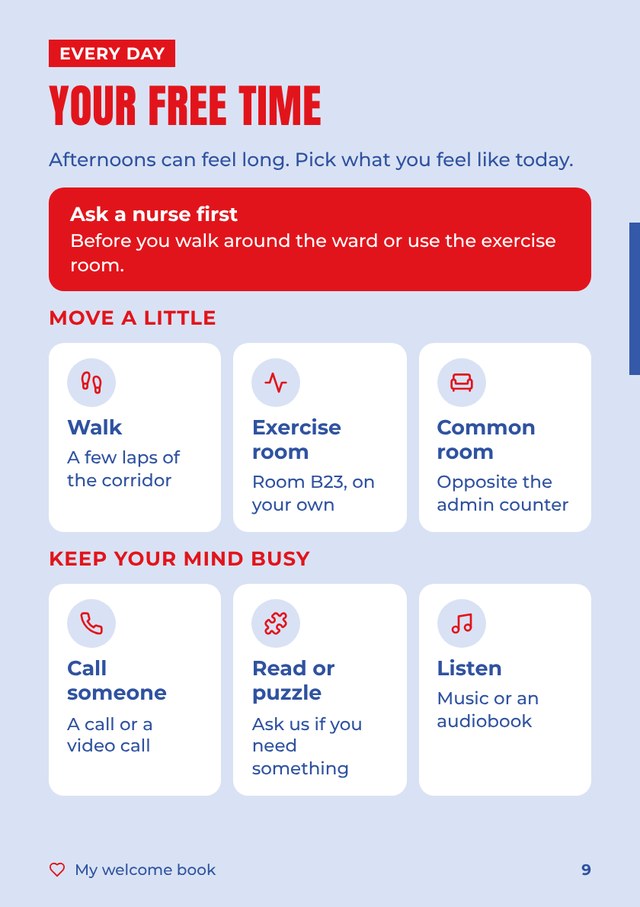 EVERY DAY
YOUR FREE TIME
Afternoons can feel long. Pick what you feel like today.
Ask a nurse first
Before you walk around the ward or use the exercise
room.
MOVE A LITTLE
Walk
A few laps of
the corridor
Exercise
room
Room B23, on
your own
Common
room
Opposite the
admin counter
KEEP YOUR MIND BUSY
Call
someone
A call or a
video call
Read or
puzzle
Ask us if you
need
something
Listen
Music or an
audiobook
My welcome book
9